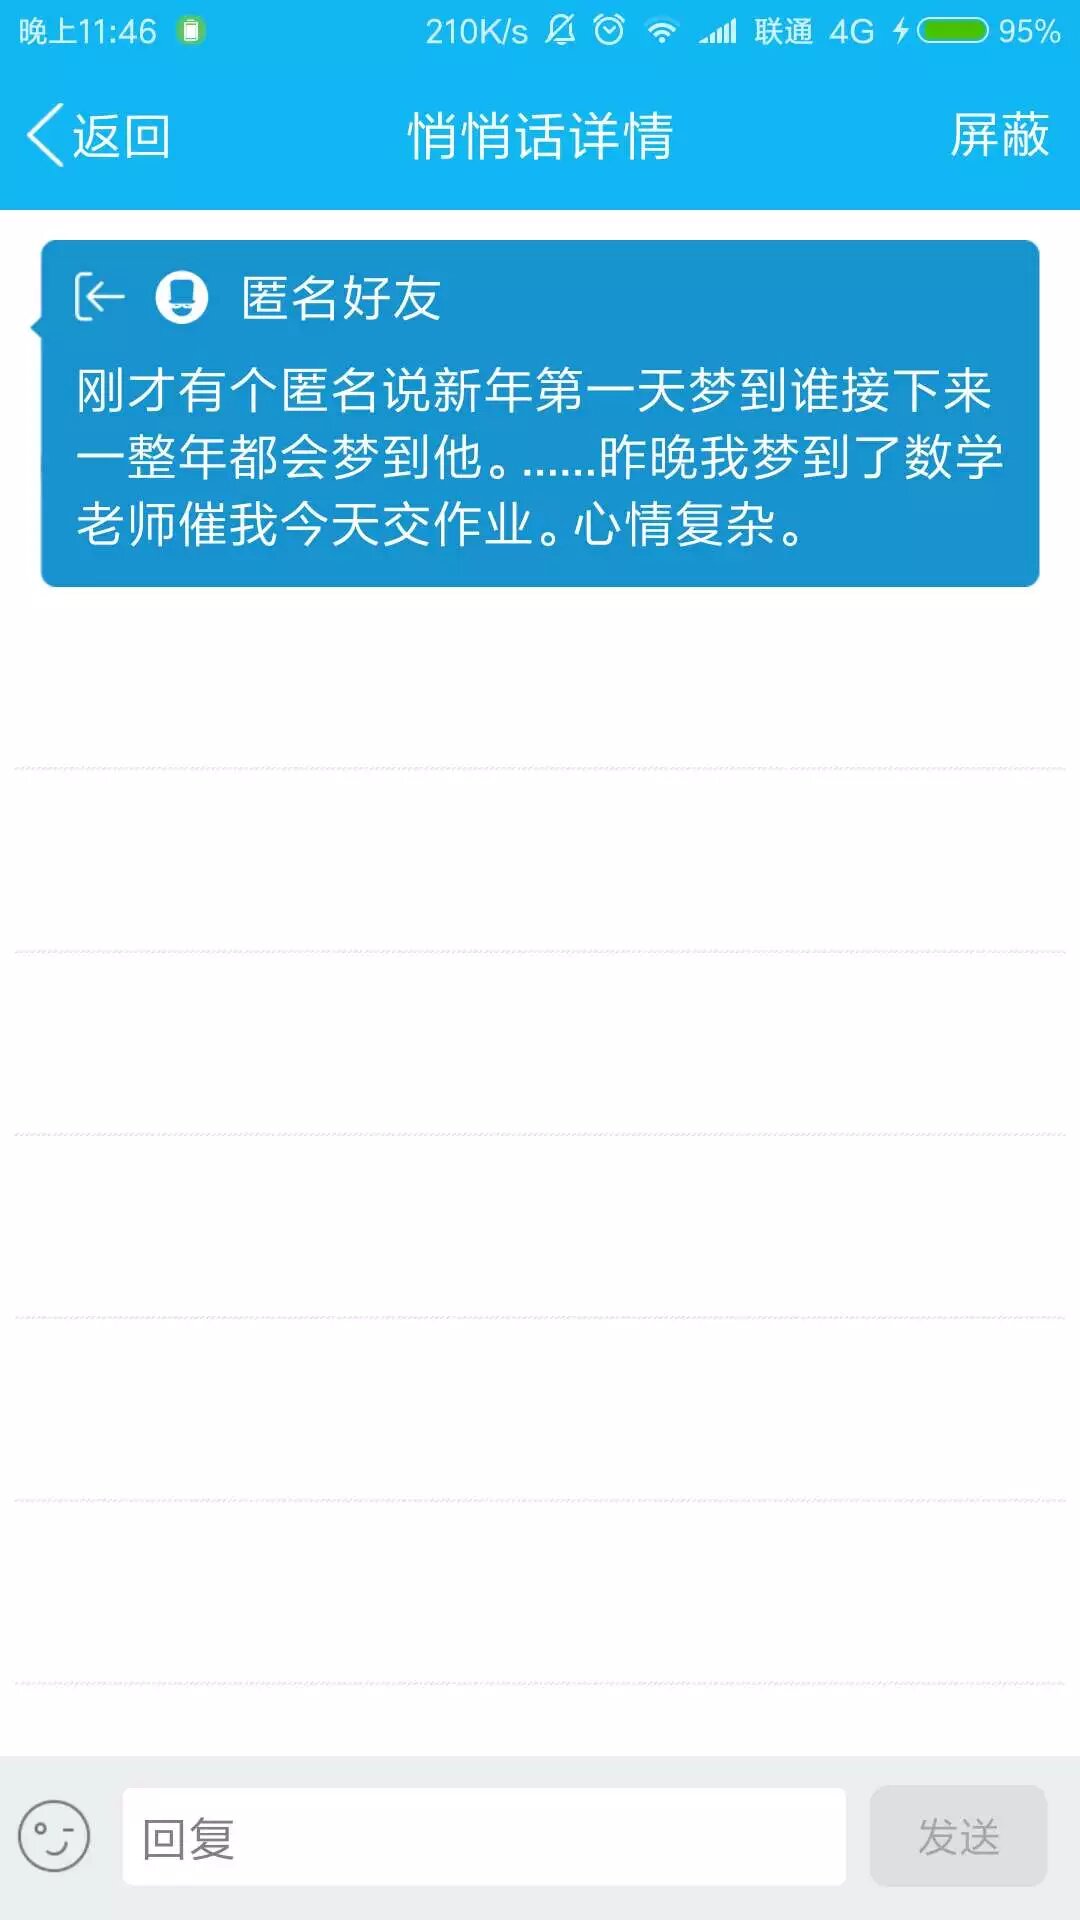 晚上11:46 210K/s 联通 4G 95%
返回 悄悄话详情 屏蔽
匿名好友
刚才有个匿名说新年第一天梦到谁接下来
一整年都会梦到他。......昨晚我梦到了数学
老师催我今天交作业。心情复杂。
回复 发送